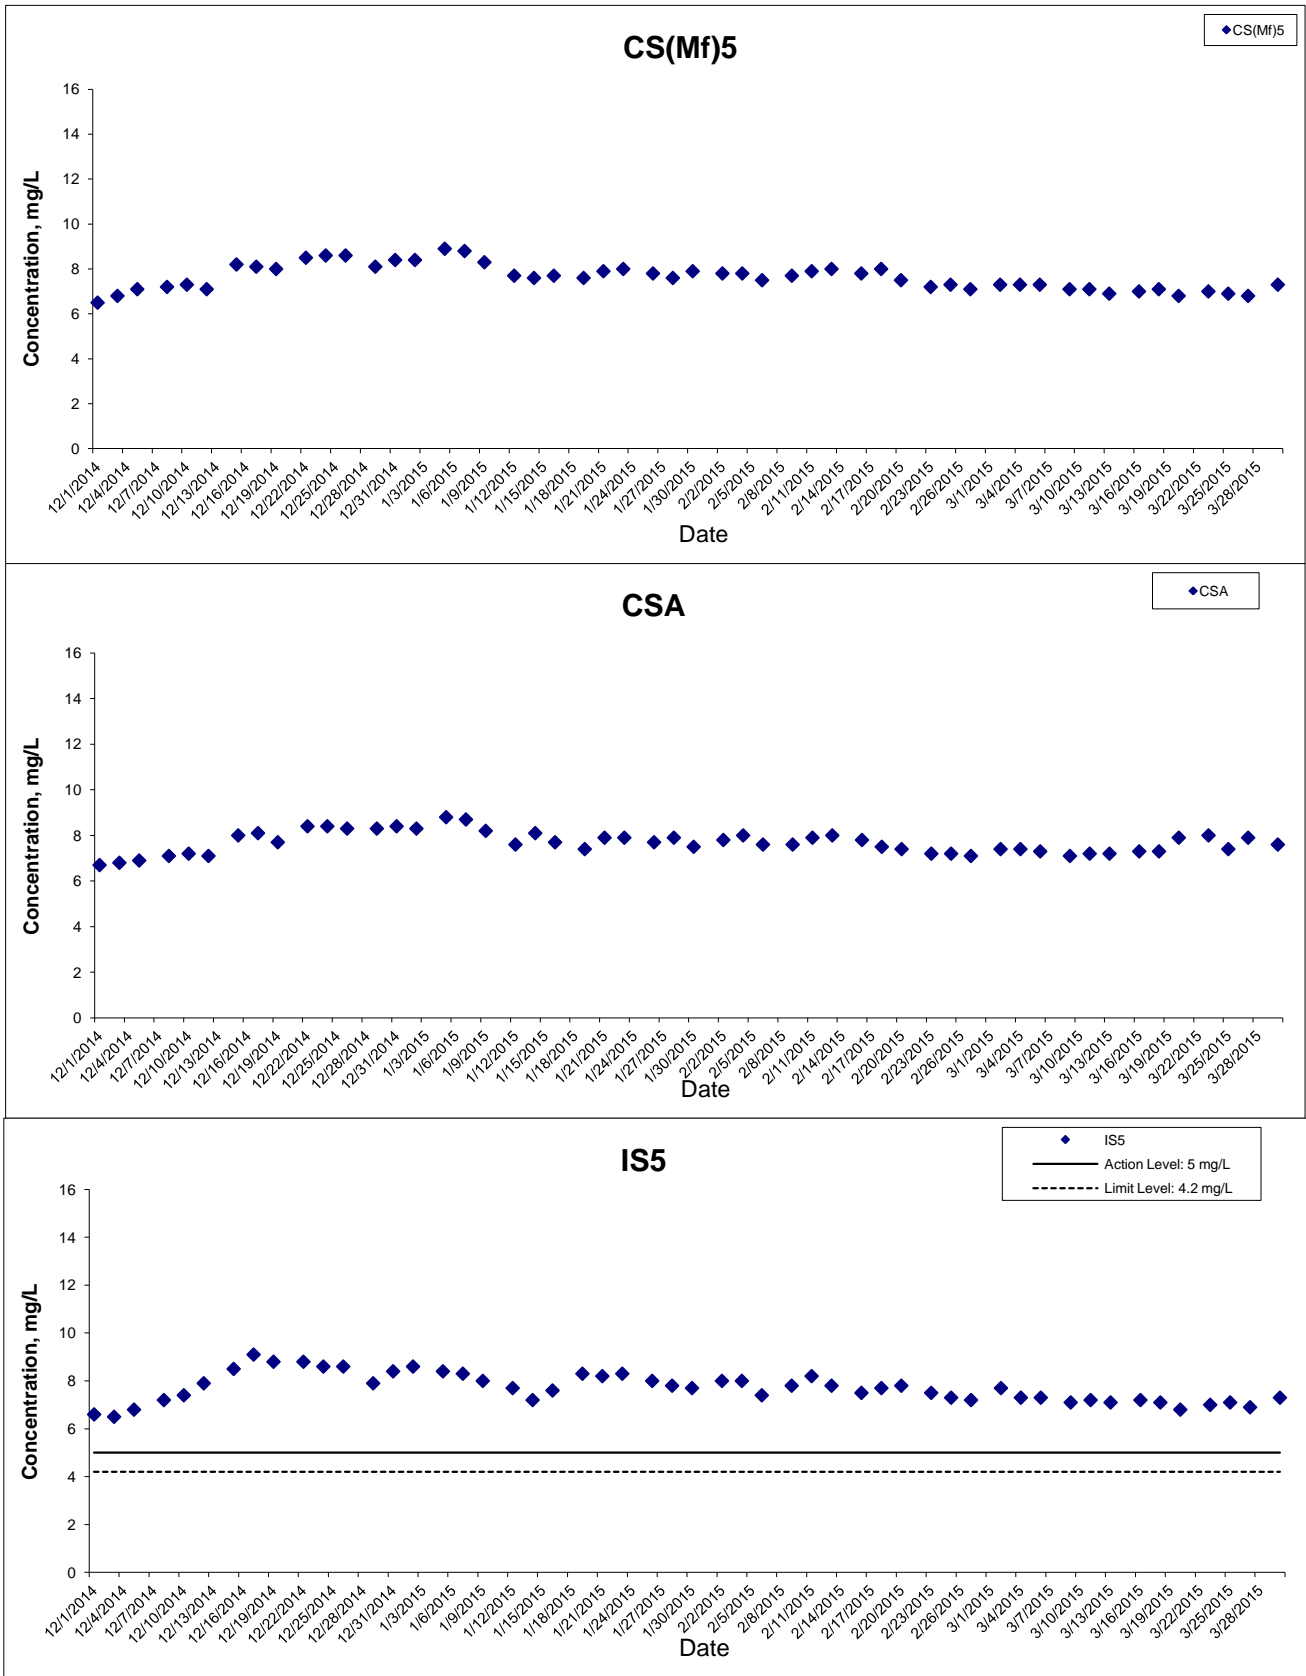 CS(Mf)5
CS(Mf)5
Concentration, mg/L
16
14
12
10
8
6
4
2
0
12/1/2014 12/4/2014 12/7/2014 12/10/2014 12/13/2014 12/16/2014 12/19/2014 12/22/2014 12/25/2014 12/28/2014 12/31/2014 1/3/2015 1/6/2015 1/9/2015 1/12/2015 1/15/2015 1/18/2015 1/21/2015 1/24/2015 1/27/2015 1/30/2015 2/2/2015 2/5/2015 2/8/2015 2/11/2015 2/14/2015 2/17/2015 2/20/2015 2/23/2015 2/26/2015 3/1/2015 3/4/2015 3/7/2015 3/10/2015 3/13/2015 3/16/2015 3/19/2015 3/22/2015 3/25/2015 3/28/2015
Date
CSA
CSA
Concentration, mg/L
16
14
12
10
8
6
4
2
0
12/1/2014 12/4/2014 12/7/2014 12/10/2014 12/13/2014 12/16/2014 12/19/2014 12/22/2014 12/25/2014 12/28/2014 12/31/2014 1/3/2015 1/6/2015 1/9/2015 1/12/2015 1/15/2015 1/18/2015 1/21/2015 1/24/2015 1/27/2015 1/30/2015 2/2/2015 2/5/2015 2/8/2015 2/11/2015 2/14/2015 2/17/2015 2/20/2015 2/23/2015 2/26/2015 3/1/2015 3/4/2015 3/7/2015 3/10/2015 3/13/2015 3/16/2015 3/19/2015 3/22/2015 3/25/2015 3/28/2015
Date
IS5
IS5
Action Level: 5 mg/L
Limit Level: 4.2 mg/L
Concentration, mg/L
16
14
12
10
8
6
4
2
0
12/1/2014 12/4/2014 12/7/2014 12/10/2014 12/13/2014 12/16/2014 12/19/2014 12/22/2014 12/25/2014 12/28/2014 12/31/2014 1/3/2015 1/6/2015 1/9/2015 1/12/2015 1/15/2015 1/18/2015 1/21/2015 1/24/2015 1/27/2015 1/30/2015 2/2/2015 2/5/2015 2/8/2015 2/11/2015 2/14/2015 2/17/2015 2/20/2015 2/23/2015 2/26/2015 3/1/2015 3/4/2015 3/7/2015 3/10/2015 3/13/2015 3/16/2015 3/19/2015 3/22/2015 3/25/2015 3/28/2015
Date